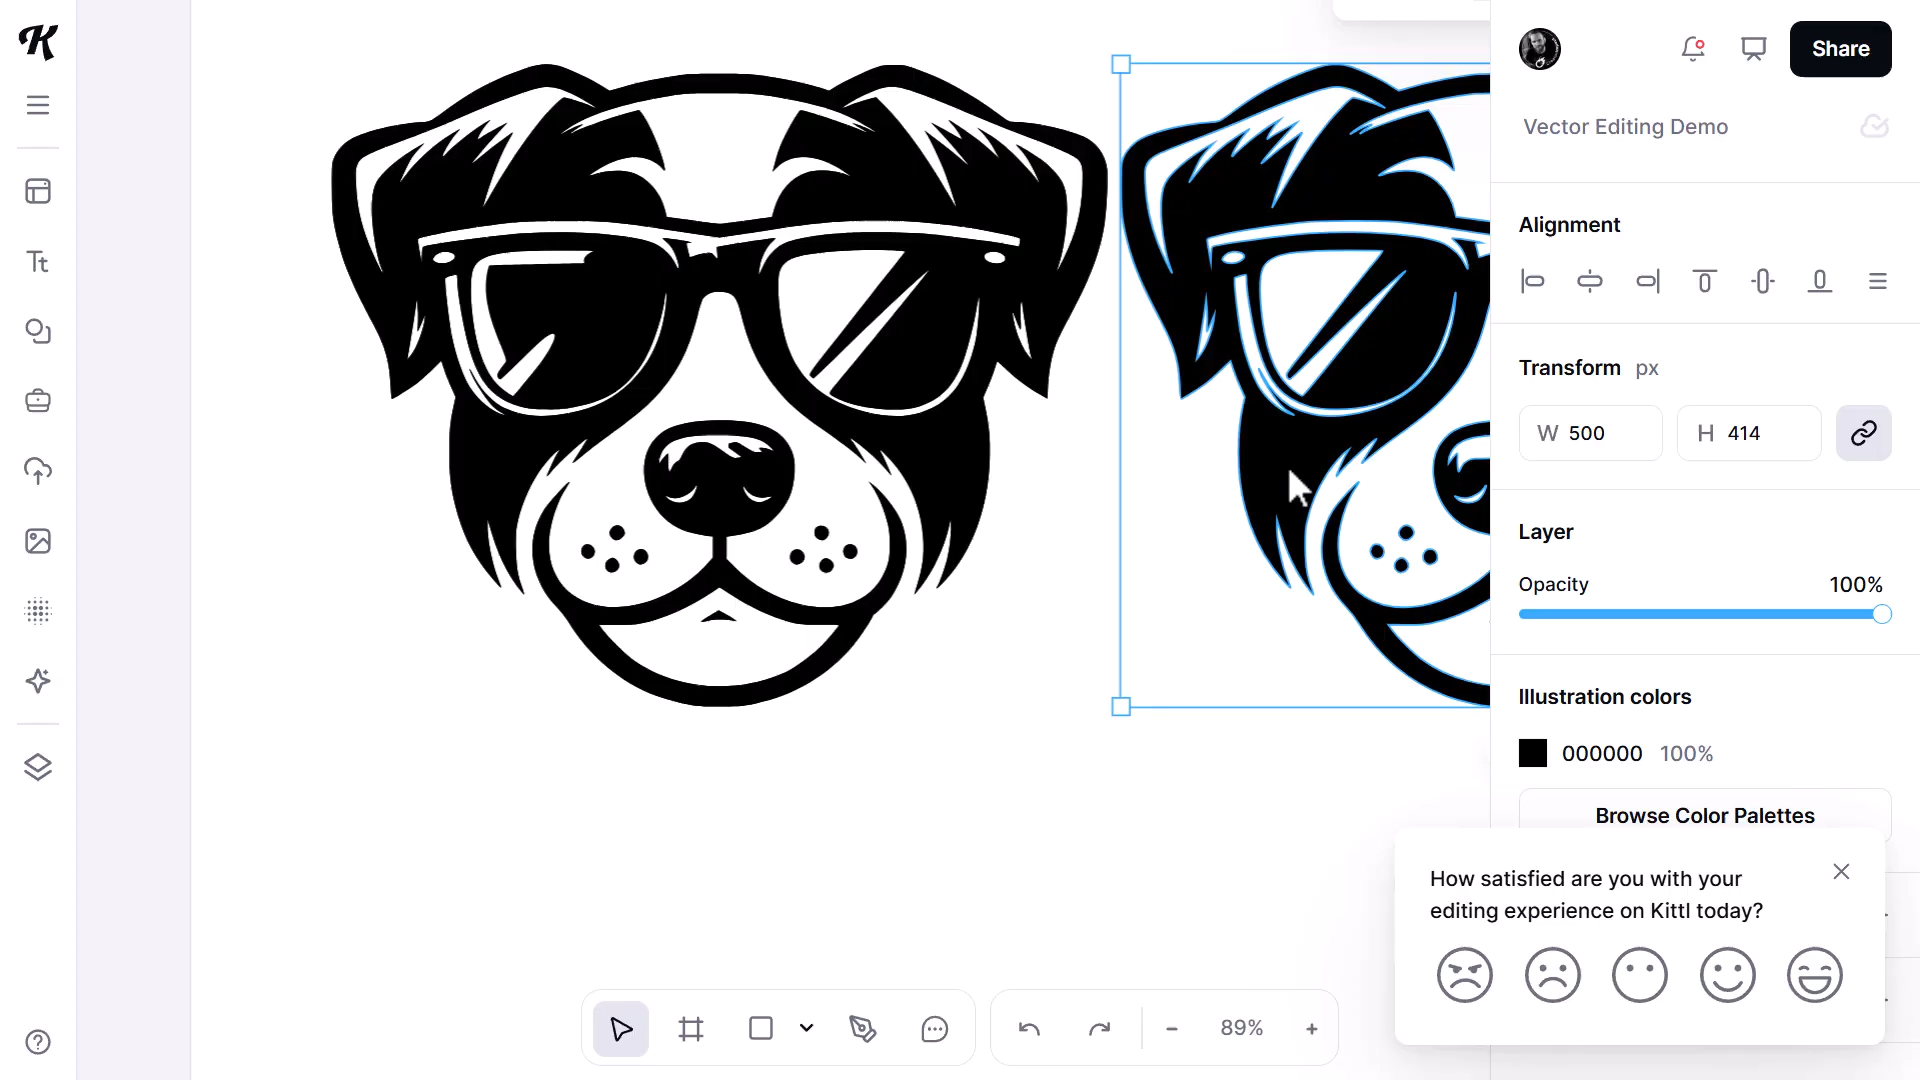 K
Tt
Share
Vector Editing Demo
Alignment
Transform px
W 500
H 414
Layer
Opacity 100%
Illustration colors
000000 100%
Browse Color Palettes
How satisfied are you with your
editing experience on Kittl today?
89%